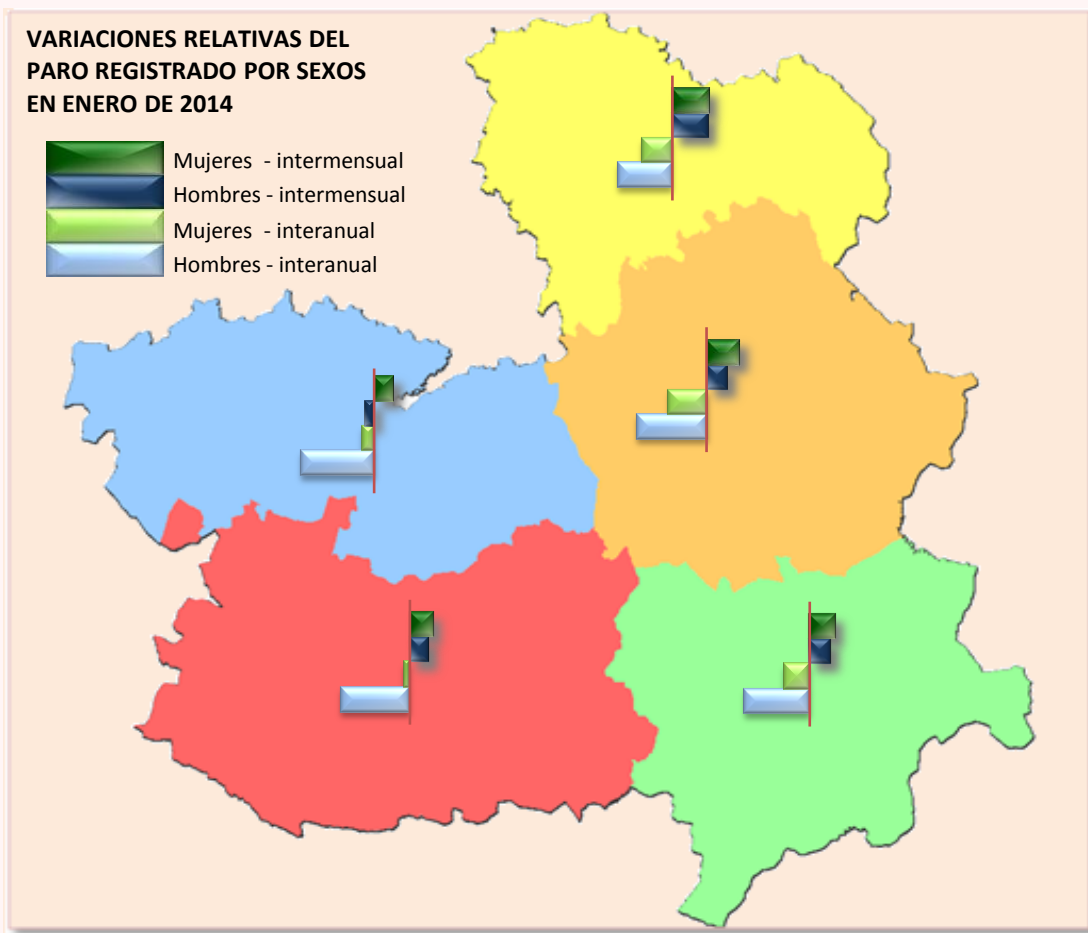 VARIACIONES RELATIVAS DEL
PARO REGISTRADO POR SEXOS
EN ENERO DE 2014
Mujeres - intermensual
Hombres - intermensual
Mujeres - interanual
Hombres - interanual